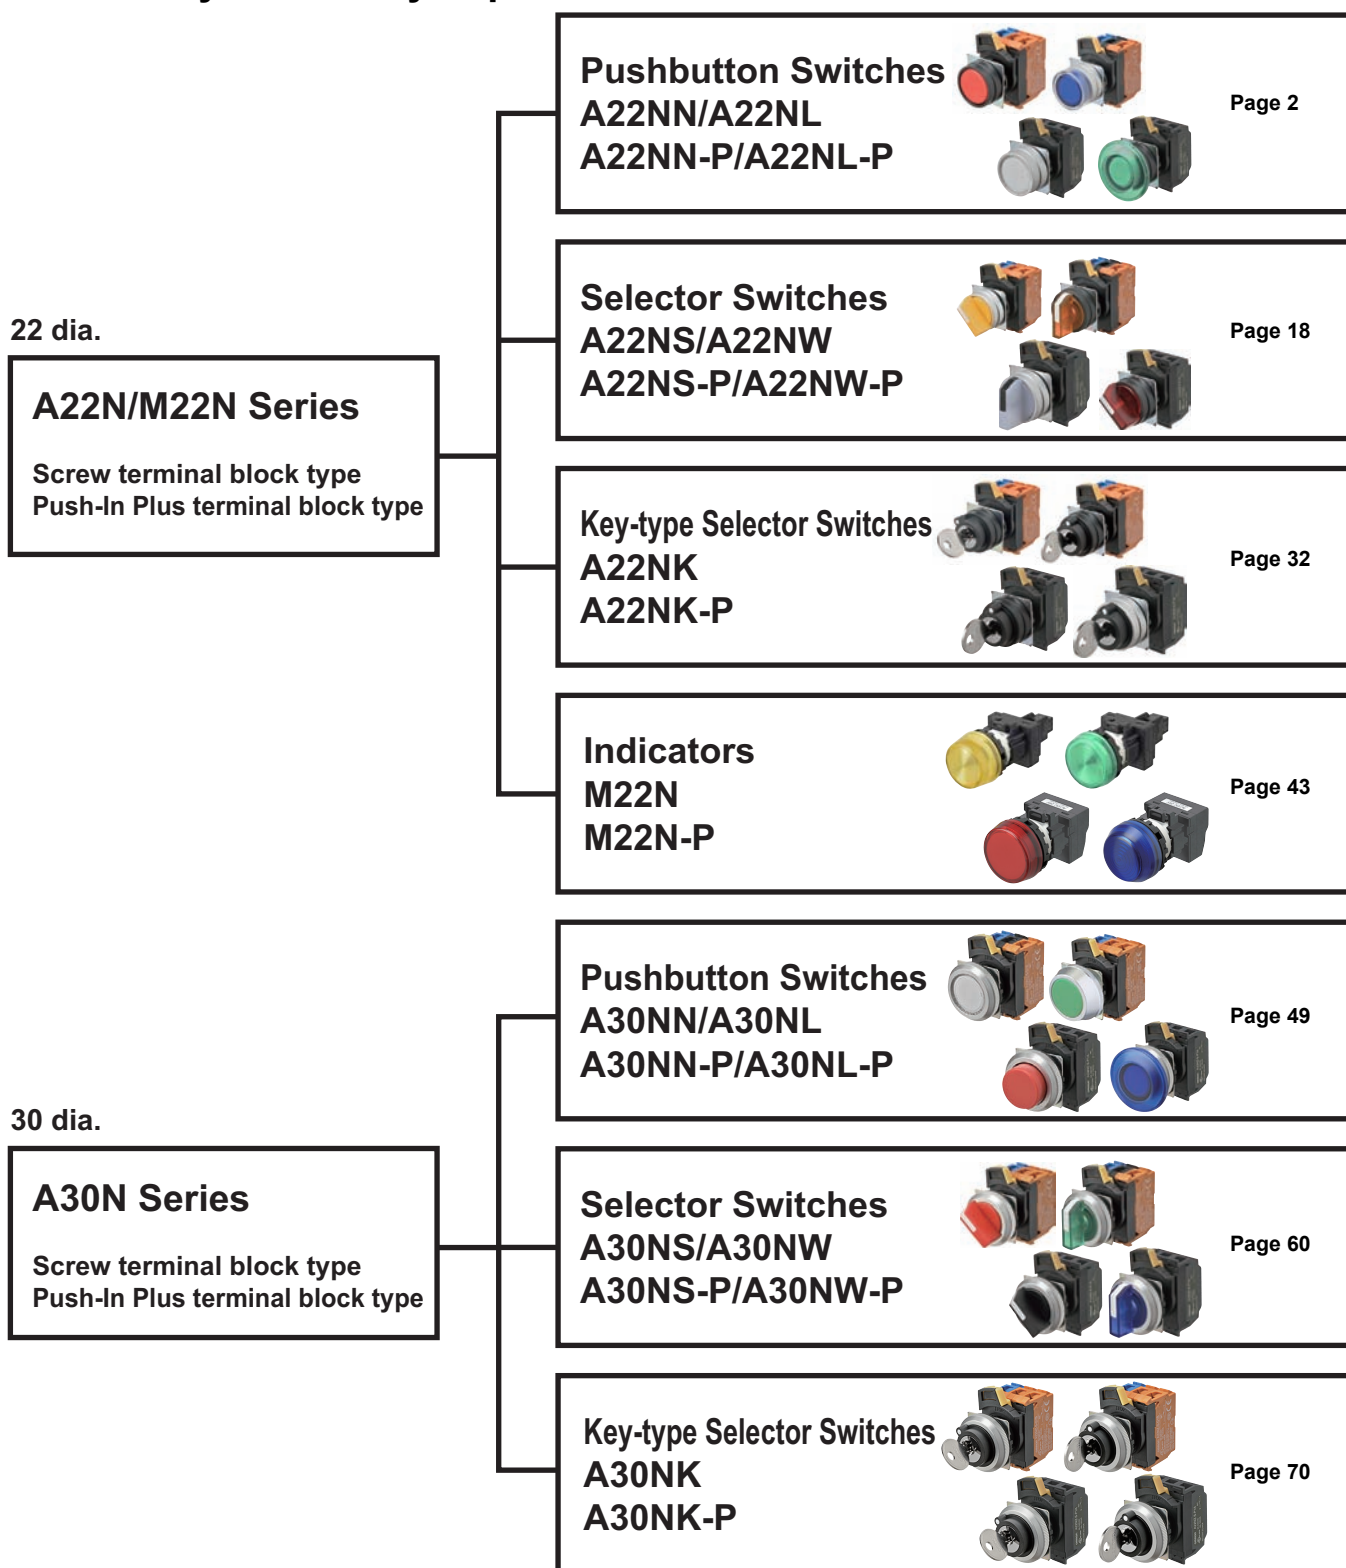 Pushbutton Switches
A22NN/A22NL
A22NN-P/A22NL-P
Page 2
Selector Switches
A22NS/A22NW
A22NS-P/A22NW-P
Page 18
22 dia.
A22N/M22N Series
Screw terminal block type
Push-In Plus terminal block type
Key-type Selector Switches
A22NK
A22NK-P
Page 32
Indicators
M22N
M22N-P
Page 43
Pushbutton Switches
A30NN/A30NL
A30NN-P/A30NL-P
Page 49
30 dia.
A30N Series
Screw terminal block type
Push-In Plus terminal block type
Selector Switches
A30NS/A30NW
A30NS-P/A30NW-P
Page 60
Key-type Selector Switches
A30NK
A30NK-P
Page 70